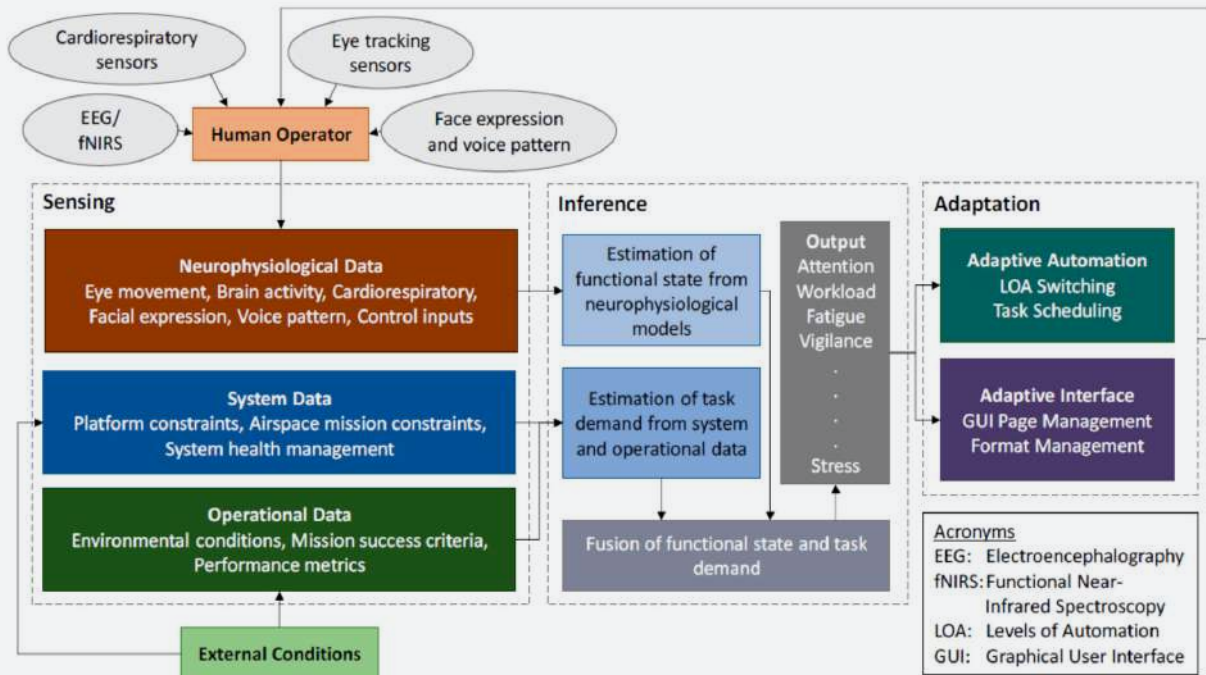 Cardiorespiratory
sensors
Eye tracking
sensors
EEG/
fNIRS
Human Operator
Face expression
and voice pattern
Sensing
Neurophysiological Data
Eye movement, Brain activity, Cardiorespiratory,
Facial expression, Voice pattern, Control inputs
System Data
Platform constraints, Airspace mission constraints,
System health management
Operational Data
Environmental conditions, Mission success criteria,
Performance metrics
External Conditions
Inference
Estimation of
functional state from
neurophysiological
models
Estimation of task
demand from system
and operational data
Output
Attention
Workload
Fatigue
Vigilance
.
.
.
.
.
Stress
Fusion of functional state and task
demand
Adaptation
Adaptive Automation
LOA Switching
Task Scheduling
Adaptive Interface
GUI Page Management
Format Management
Acronyms
EEG: Electroencephalography
fNIRS: Functional Near-
Infrared Spectroscopy
LOA: Levels of Automation
GUI: Graphical User Interface